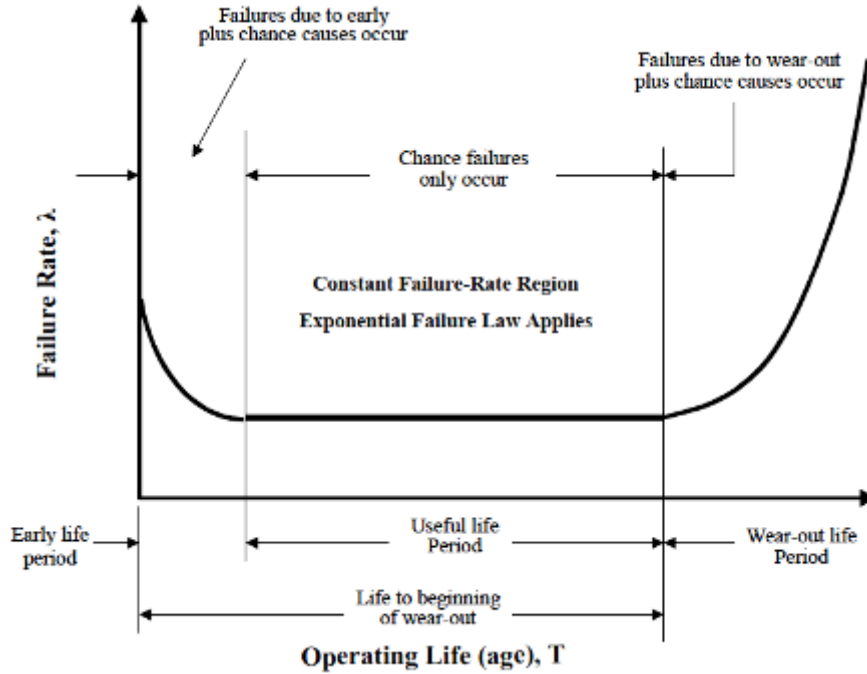 Failures due to early
plus chance causes occur
Failures due to wear-out
plus chance causes occur
Chance failures
only occur
Failure Rate, λ
Constant Failure-Rate Region
Exponential Failure Law Applies
Early life
period
Useful life
Period
Wear-out life
Period
Life to beginning
of wear-out
Operating Life (age), T